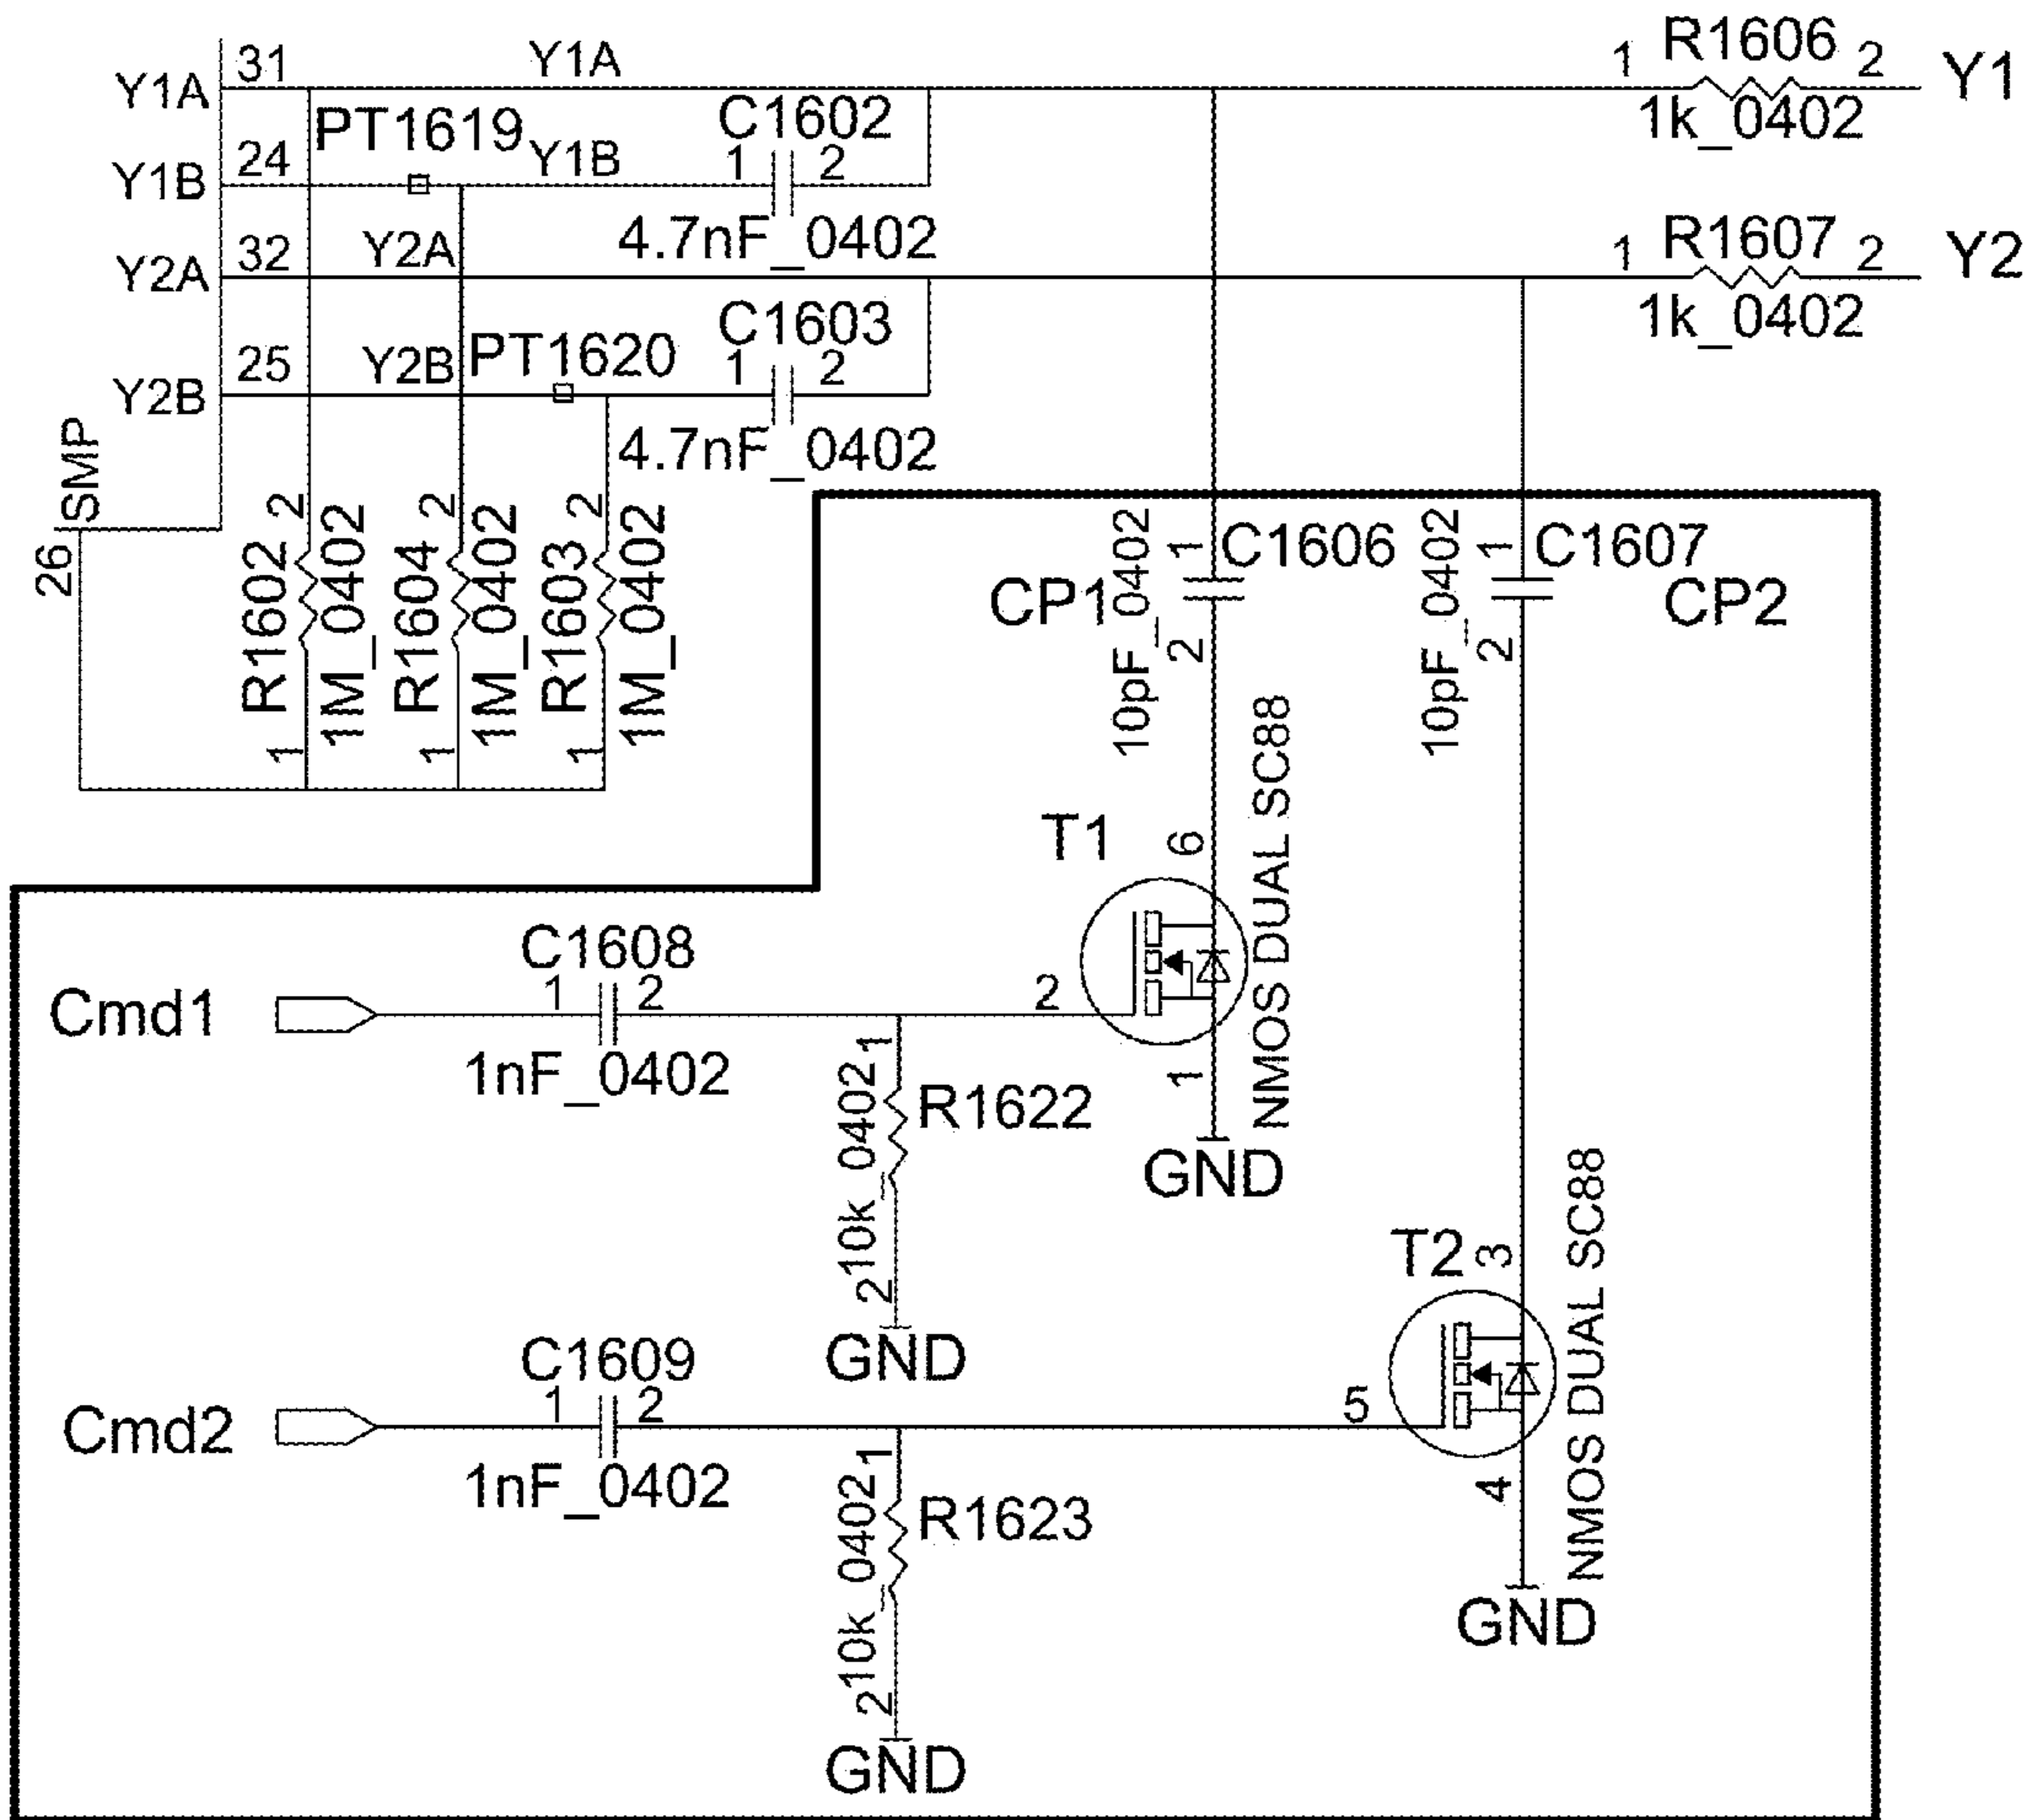 R1606
1 2 Y1
1k_0402
Y1A 31 Y1A
PT1619 C1602
Y1B 24 Y1B 1 2
4.7nF_0402
R1607
1 2 Y2
1k_0402
Y2A 32 Y2A
C1603
Y2B 25 Y2B PT1620 1 2
4.7nF_0402
SMP
26
R1602 2 1M_0402 1
R1604 2 1M_0402 1
R1603 2 1M_0402 1
CP1 10pF_0402 1 2 C1606
10pF_0402 1 2 C1607 CP2
T1 6 NMOS DUAL SC88
C1608
Cmd1 1 2 2
1nF_0402
1
GND
10k_0402 1 2 R1622
GND
T2 3 NMOS DUAL SC88
C1609
Cmd2 1 2 5
1nF_0402
4
GND
10k_0402 1 2 R1623
GND